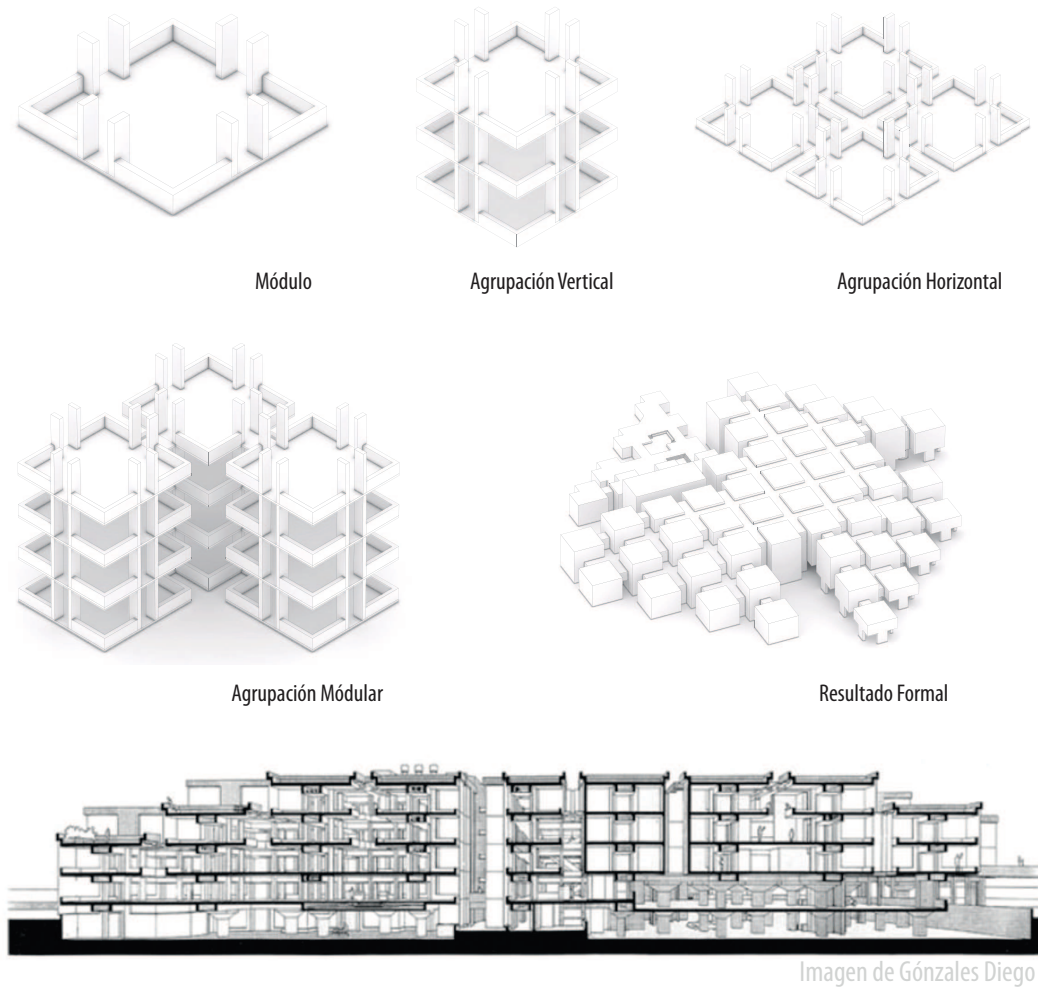 Módulo
Agrupación Vertical
Agrupación Horizontal
Agrupación Módular
Resultado Formal
Imagen de Gónzales Diego